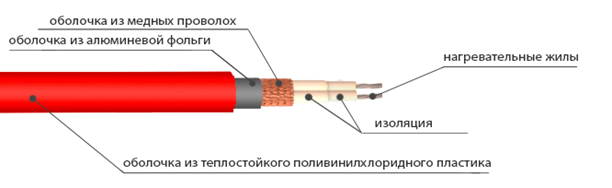 оболочка из медных проволох
оболочка из алюминевой фольги
нагревательные жилы
изоляция
оболочка из теплостойкого поливинилхлоридного пластика